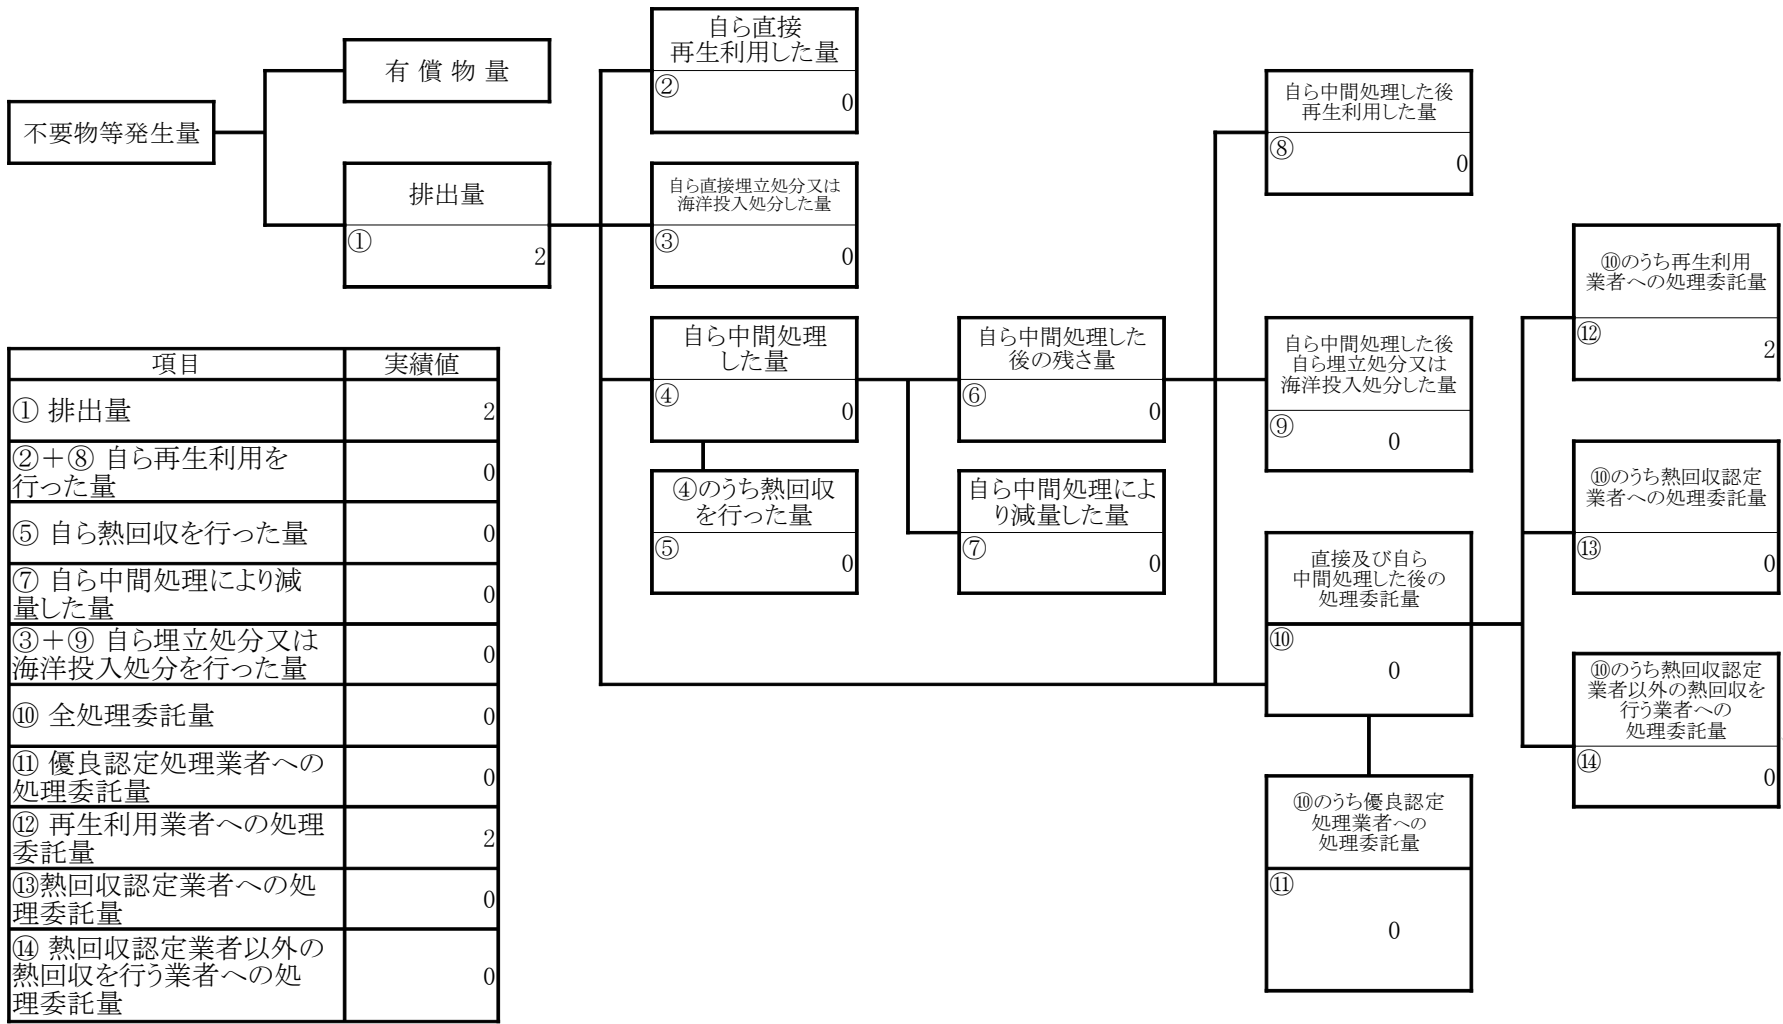 不要物等発生量
有 償 物 量
排出量
①
2
自ら直接
再生利用した量
②
0
自ら直接埋立処分又は
海洋投入処分した量
③
0
自ら中間処理
した量
④
0
④のうち熱回収
を行った量
⑤
0
自ら中間処理した
後の残さ量
⑥
0
自ら中間処理によ
り減量した量
⑦
0
自ら中間処理した後
再生利用した量
⑧
0
自ら中間処理した後
自ら埋立処分又は
海洋投入処分した量
⑨
0
直接及び自ら
中間処理した後の
処理委託量
⑩
0
⑩のうち優良認定
処理業者への
処理委託量
⑪
0
⑩のうち再生利用
業者への処理委託量
⑫
2
⑩のうち熱回収認定
業者への処理委託量
⑬
0
⑩のうち熱回収認定
業者以外の熱回収を
行う業者への
処理委託量
⑭
0
項目 実績値
① 排出量 2
②＋⑧ 自ら再生利用を
行った量 0
⑤ 自ら熱回収を行った量 0
⑦ 自ら中間処理により減
量した量 0
③＋⑨ 自ら埋立処分又は
海洋投入処分を行った量 0
⑩ 全処理委託量 0
⑪ 優良認定処理業者への
処理委託量 0
⑫ 再生利用業者への処理
委託量 2
⑬熱回収認定業者への処
理委託量 0
⑭ 熱回収認定業者以外の
熱回収を行う業者への処
理委託量 0